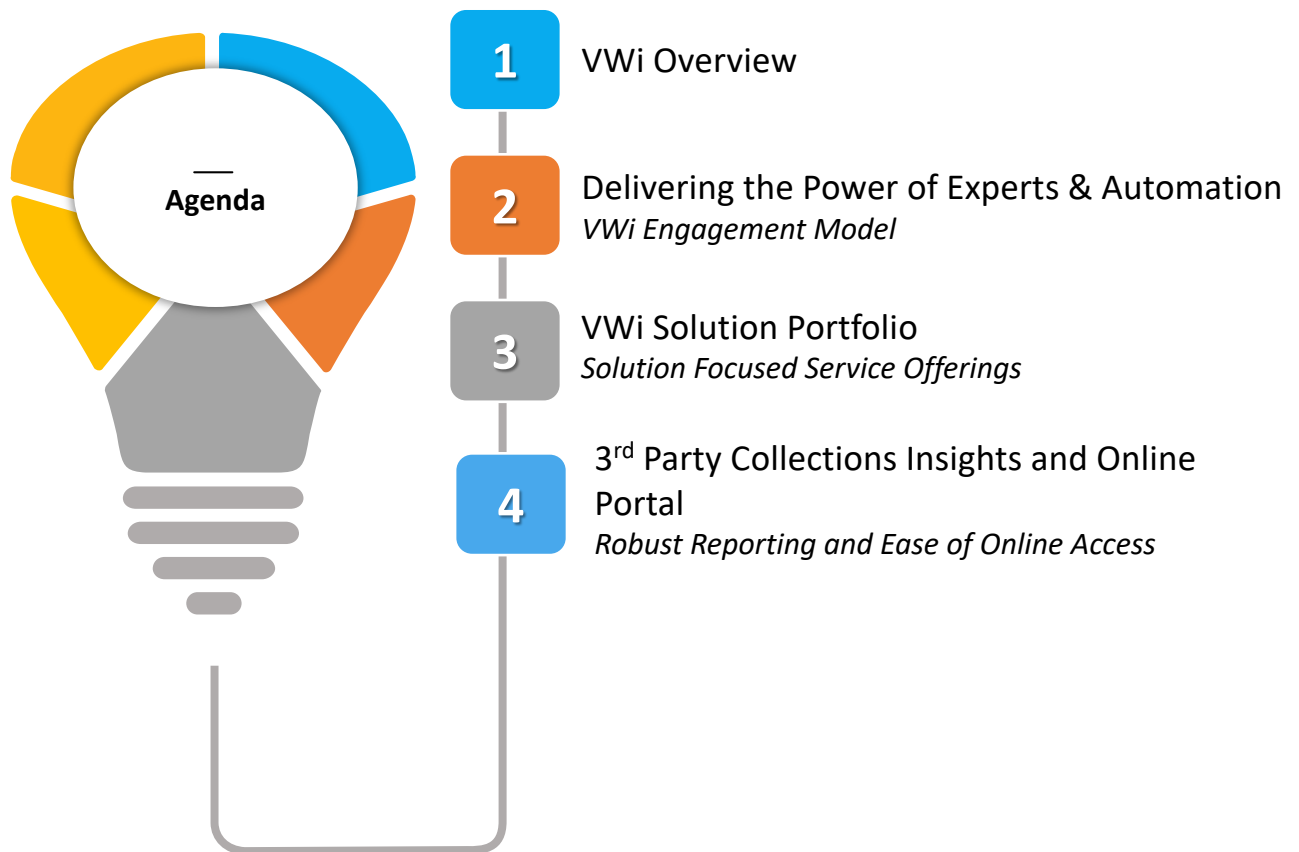 Agenda
1
VWi Overview
2
Delivering the Power of Experts & Automation
VWi Engagement Model
3
VWi Solution Portfolio
Solution Focused Service Offerings
4
3rd Party Collections Insights and Online
Portal
Robust Reporting and Ease of Online Access